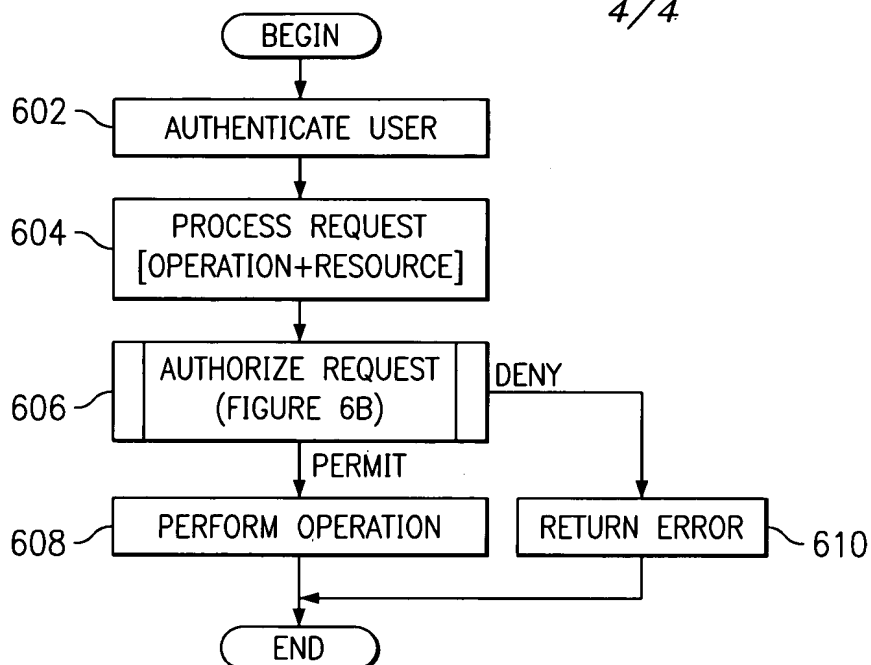 4/4
BEGIN
602
AUTHENTICATE USER
604
PROCESS REQUEST
[OPERATION+RESOURCE]
606
AUTHORIZE REQUEST
(FIGURE 6B)
DENY
PERMIT
608
PERFORM OPERATION
RETURN ERROR
610
END